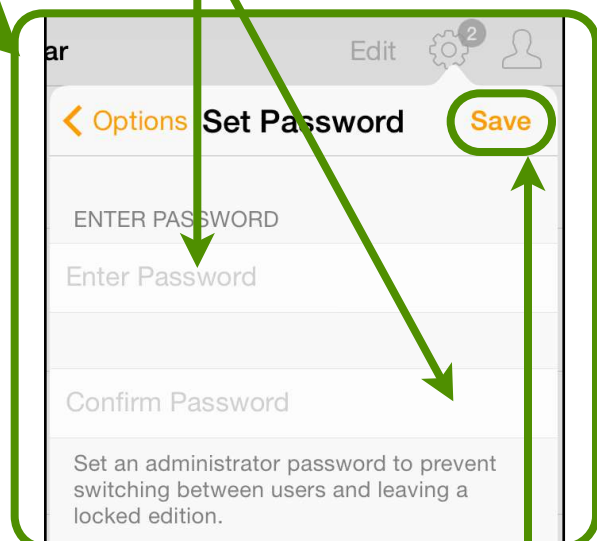 ar Edit 2
Options Set Password Save
ENTER PASSWORD
Enter Password
Confirm Password
Set an administrator password to prevent
switching between users and leaving a
locked edition.